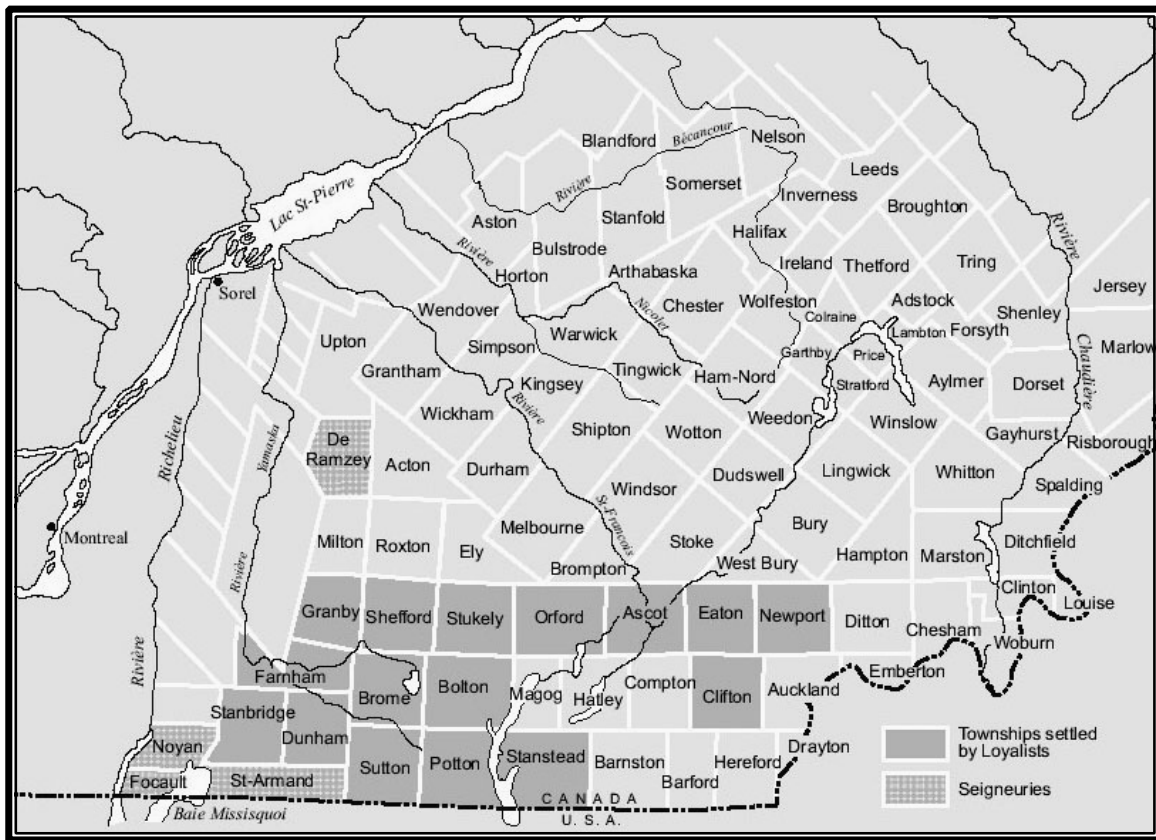 Blandford
Bècancour
Nelson
Leeds
Rivière
Somerset
Inverness
Broughton
Lac St-Pierre
Aston
Stanfold
Rivière
Halifax
Bulstrode
Rivière
Horton
Arthabaska
Ireland
Thetford
Tring
Sorel
Jersey
Nicolet
Chester
Wolfeston
Adstock
Wendover
Colraine
Shenley
Warwick
Lambton
Forsyth
Upton
Simpson
Garthby
Price
Marlow
Chaudière
Grantham
Kingsey
Tingwick
Ham-Nord
Stratford
Aylmer
Dorset
Rivière
Wickham
Weedon
Winslow
Shipton
Wotton
Gayhurst
Risborough
De
Ramzey
Yamaska
Richelieu
Acton
Durham
Dudswell
Lingwick
Whitton
Windsor
Spalding
St-Francois
Montreal
Melbourne
Bury
Milton
Roxton
Ely
Stoke
Ditchfield
Hampton
Marston
Rivière
Brompton
West Bury
Clinton
Louise
Granby
Shefford
Stukely
Orford
Ascot
Eaton
Newport
Ditton
Chesham
Woburn
Rivière
Farnham
Emberton
Brome
Bolton
Magog
Hatley
Compton
Clifton
Auckland
Stanbridge
Noyan
Dunham
Drayton
Townships settled
by Loyalists
Stanstead
Barnston
Hereford
Sutton
Potton
Barford
Focault
St-Armand
Seigneuries
CANADA
Baie Missisquoi
U.S.A.